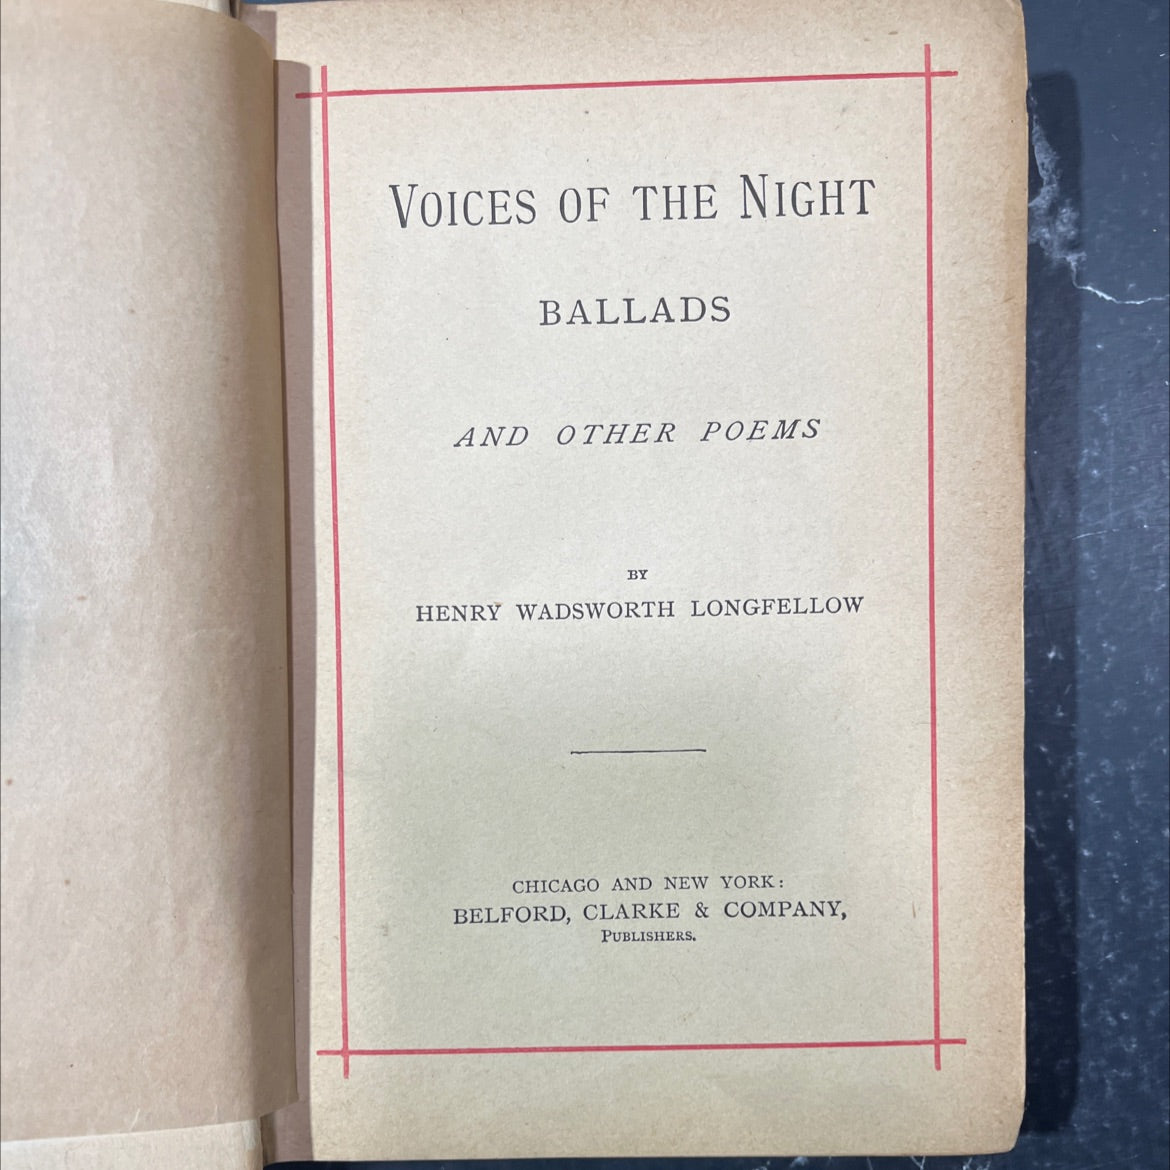 VOICES OF THE NIGHT
BALLADS
AND OTHER POEMS
BY
HENRY WADSWORTH LONGFELLOW
CHICAGO AND NEW YORK:
BELFORD, CLARKE & COMPANY,
PUBLISHERS.